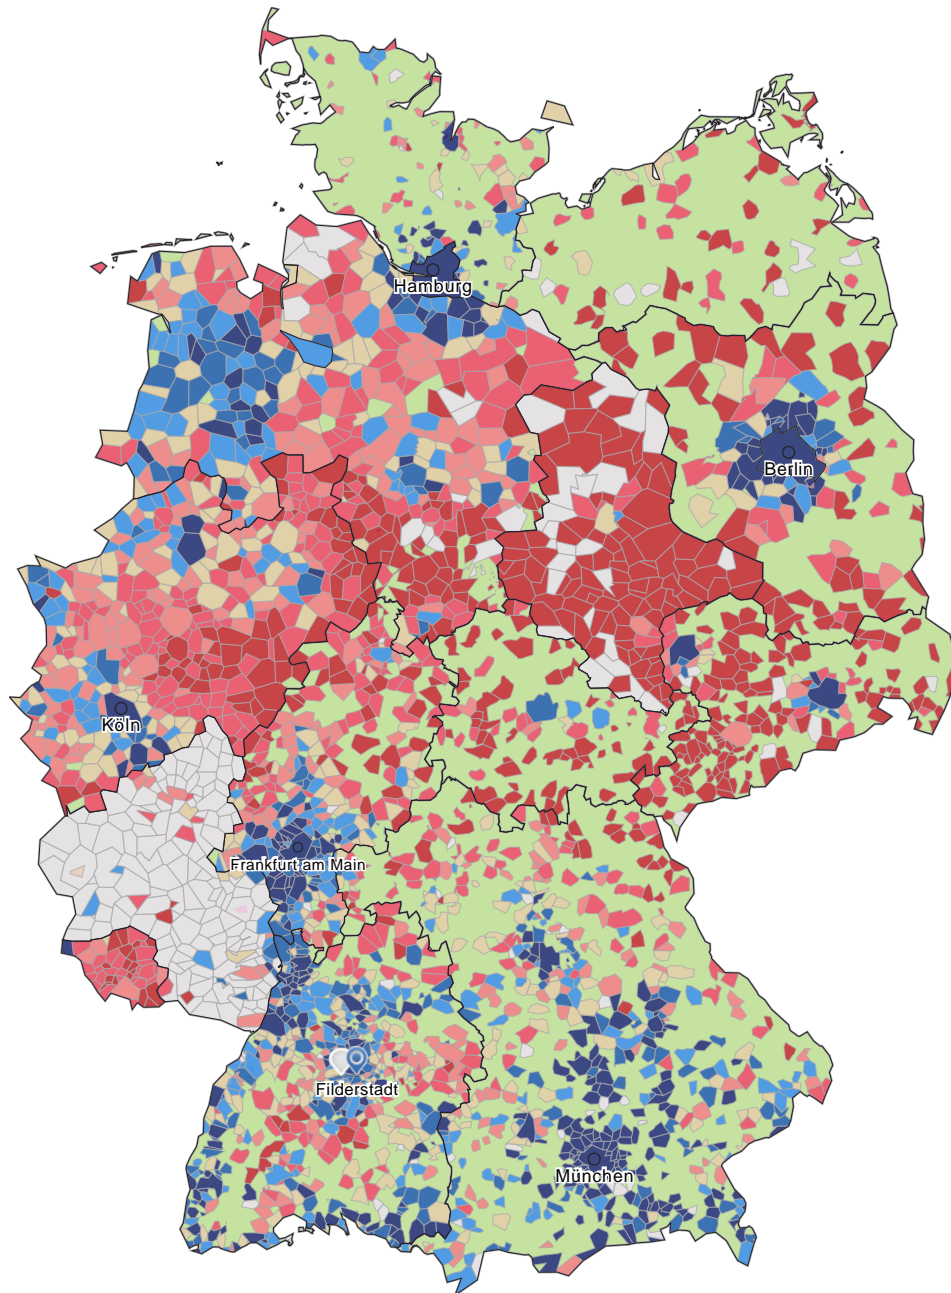 Hamburg
Berlin
Köln
Frankfurt am Main
Filderstadt
München